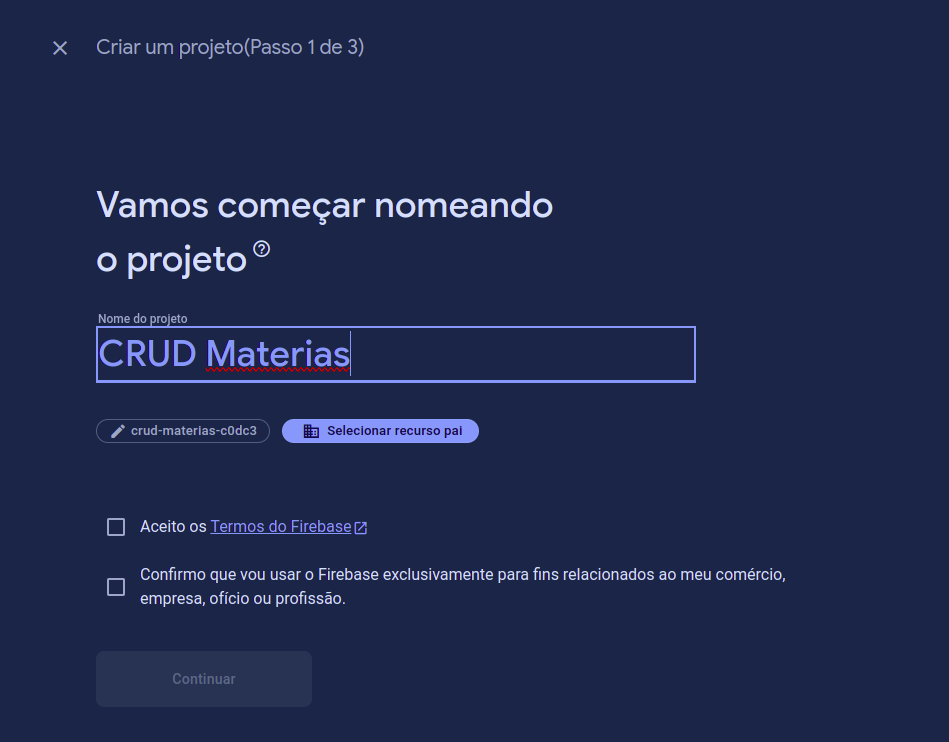 Criar um projeto(Passo 1 de 3)
Vamos começar nomeando
o projeto
Nome do projeto
CRUD Materias
crud-materias-c0dc3
Selecionar recurso pai
Aceito os Termos do Firebase
Confirmo que vou usar o Firebase exclusivamente para fins relacionados ao meu comércio,
empresa, ofício ou profissão.
Continuar